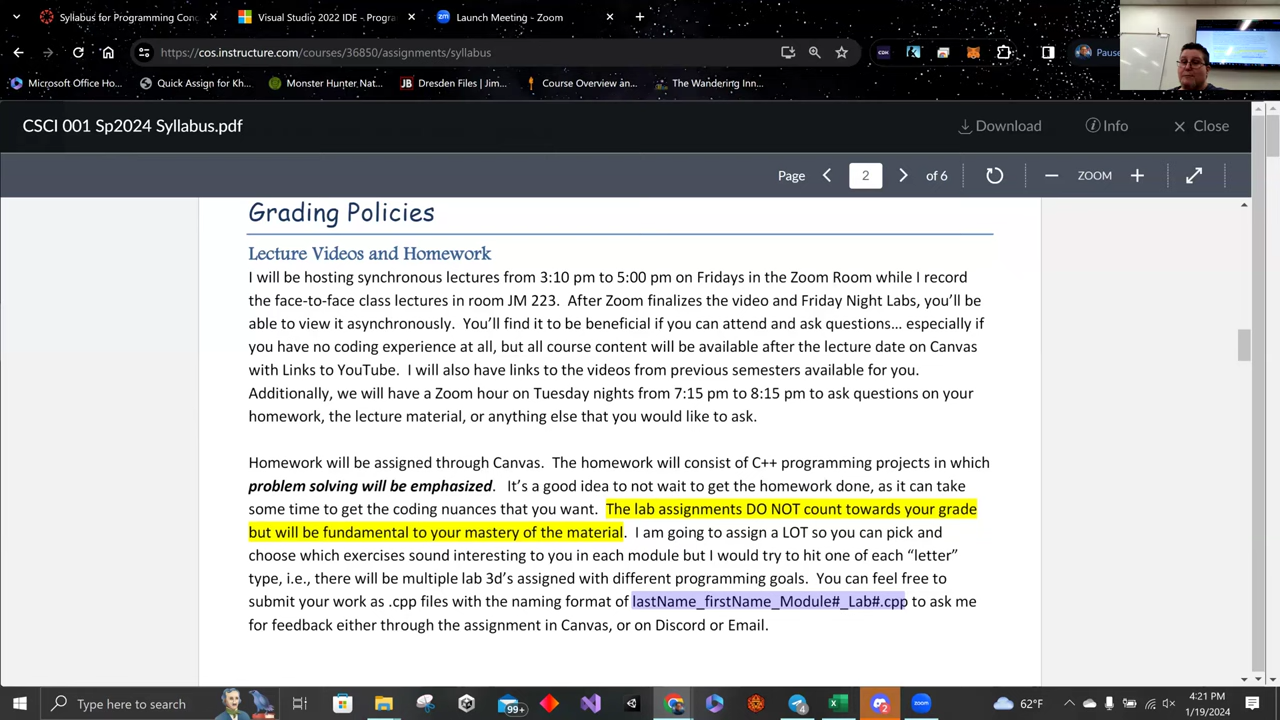 Syllabus for Programming Con
Visual Studio 2022 IDE - Progra
Launch Meeting - Zoom
https://cos.instructure.com/courses/36850/assignments/syllabus
Pause
Microsoft Office Ho...
Quick Assign for Kh...
Monster Hunter, Nat...
Dresden Files
Course Overview an...
The Wandering Inn...
CSCI 001 Sp2024 Syllabus.pdf
Download
Info
Close
Page
2
of 6
ZOOM
Grading Policies
Lecture Videos and Homework
I will be hosting synchronous lectures from 3:10 pm to 5:00 pm on Fridays in the Zoom Room while I record
the face-to-face class lectures in room JM 223. After Zoom finalizes the video and Friday Night Labs, you'll be
able to view it asynchronously. You'll find it to be beneficial if you can attend and ask questions... especially if
you have no coding experience at all, but all course content will be available after the lecture date on Canvas
with Links to YouTube. I will also have links to the videos from previous semesters available for you.
Additionally, we will have a Zoom hour on Tuesday nights from 7:15 pm to 8:15 pm to ask questions on your
homework, the lecture material, or anything else that you would like to ask.
Homework will be assigned through Canvas. The homework will consist of C++ programming projects in which
problem solving will be emphasized. It's a good idea to not wait to get the homework done, as it can take
some time to get the coding nuances that you want. The lab assignments DO NOT count towards your grade
but will be fundamental to your mastery of the material. I am going to assign a LOT so you can pick and
choose which exercises sound interesting to you in each module but I would try to hit one of each “letter”
type, i.e., there will be multiple lab 3d's assigned with different programming goals. You can feel free to
submit your work as .cpp files with the naming format of lastName_firstName_Module#_Lab#.cpp to ask me
for feedback either through the assignment in Canvas, or on Discord or Email.
Type here to search
99+
4
62°F
4:21 PM
1/19/2024